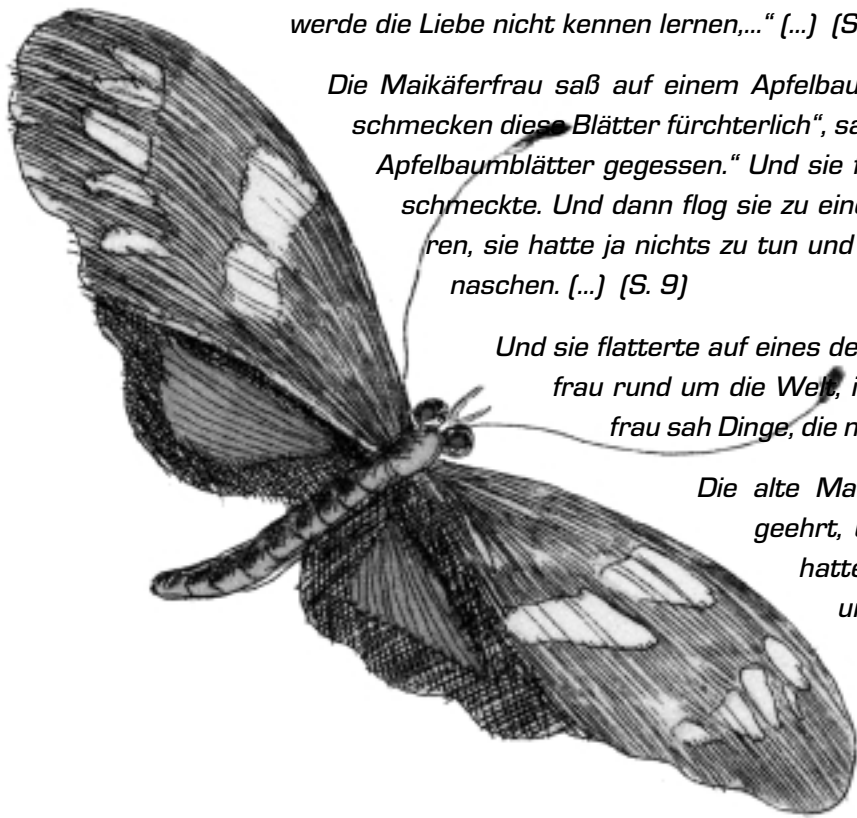 werde die Liebe nicht kennen lernen,...“ (...) (S
Die Maikäferfrau saß auf einem Apfelbau
schmecken diese Blätter fürchterlich“, sa
Apfelbaumblätter gegessen.“ Und sie f
schmeckte. Und dann flog sie zu eine
ren, sie hatte ja nichts zu tun und
naschen. (...) (S. 9)
Und sie flatterte auf eines de
frau rund um die Welt, i
frau sah Dinge, die n
Die alte Ma
geehrt, u
hatte
un